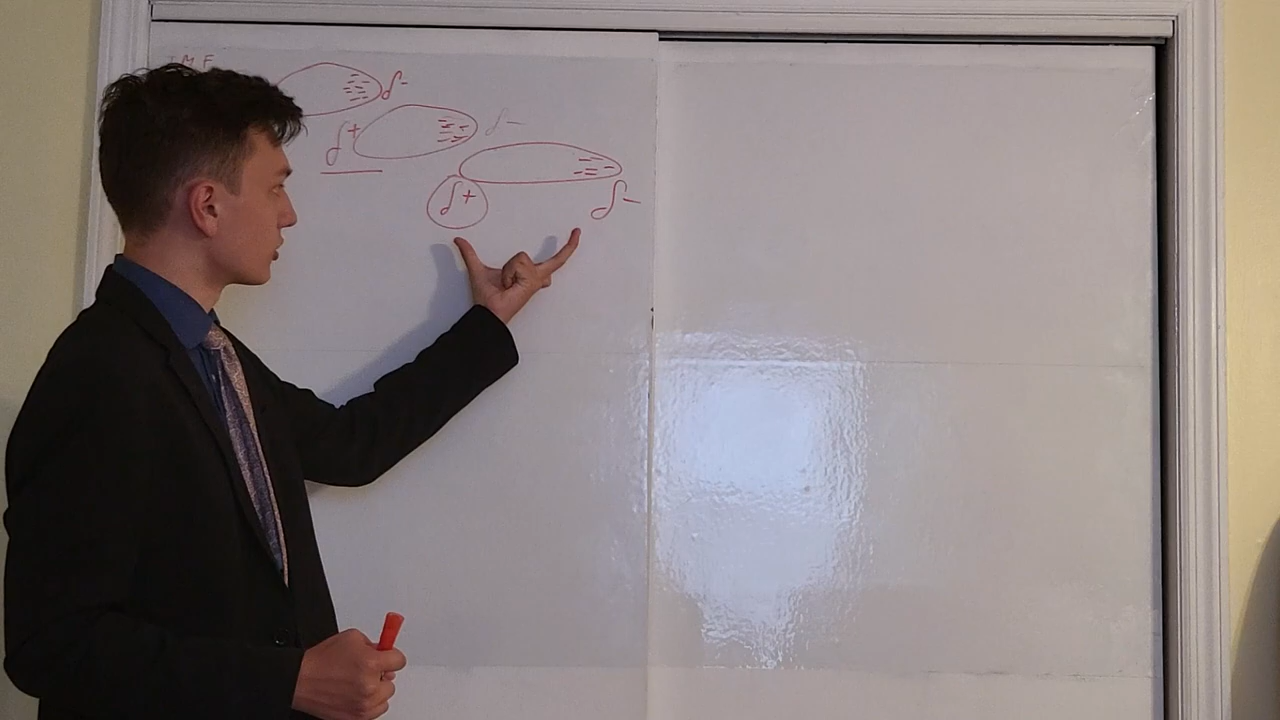 IMF
δ-
δ+ δ-
δ+ δ-